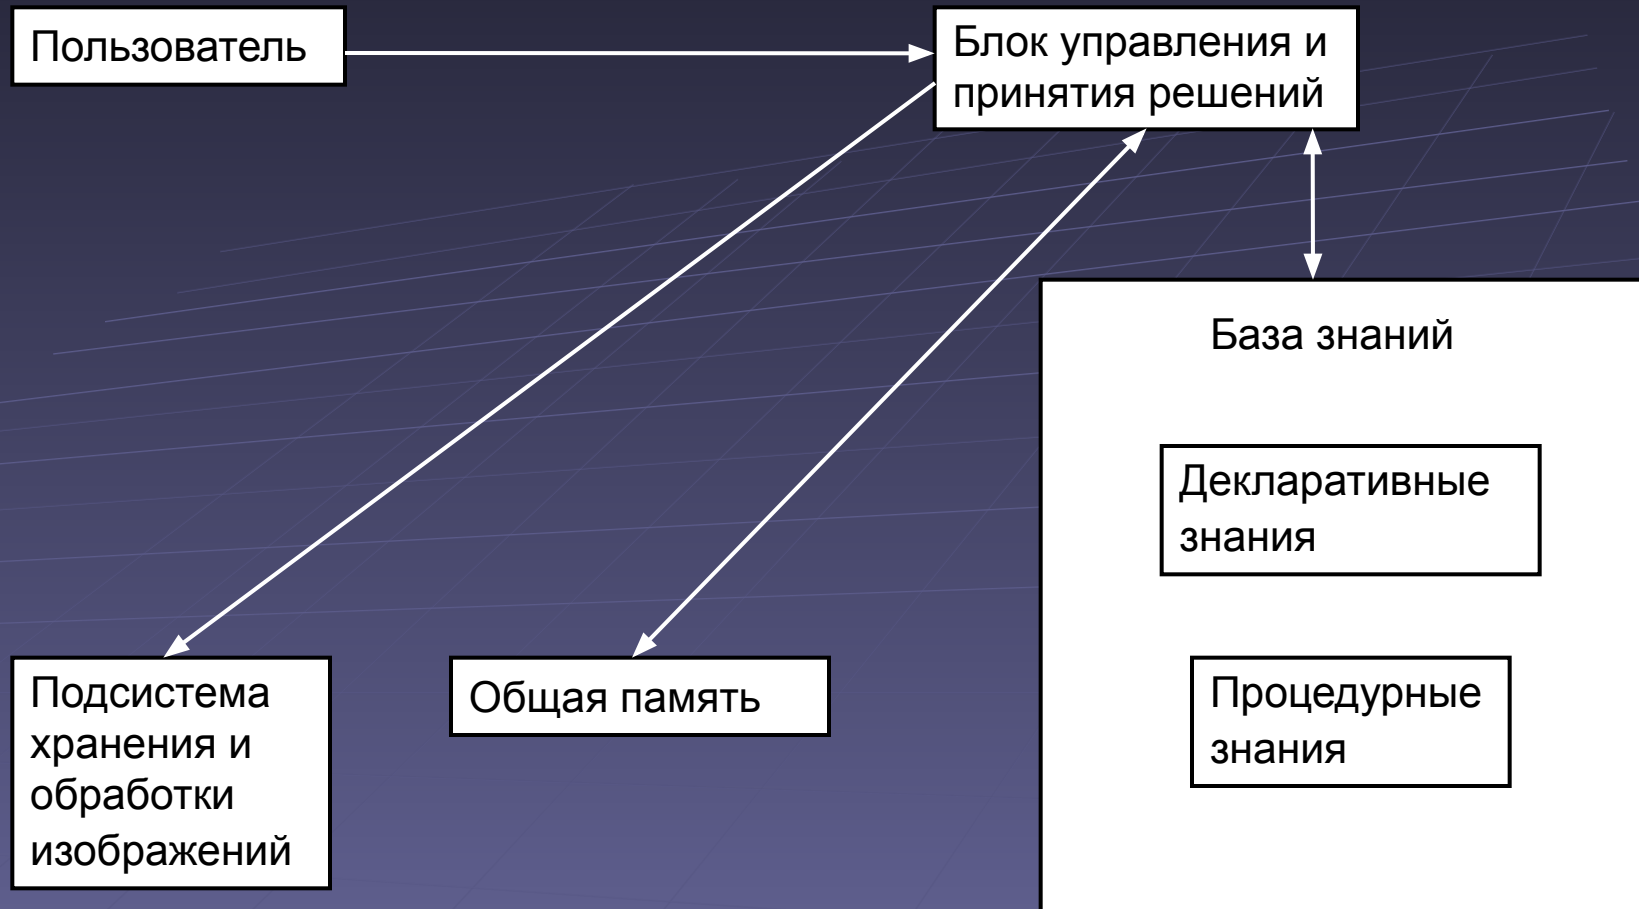 Пользователь
Блок управления и
принятия решений
База знаний
Декларативные
знания
Подсистема
хранения и
обработки
изображений
Общая память
Процедурные
знания